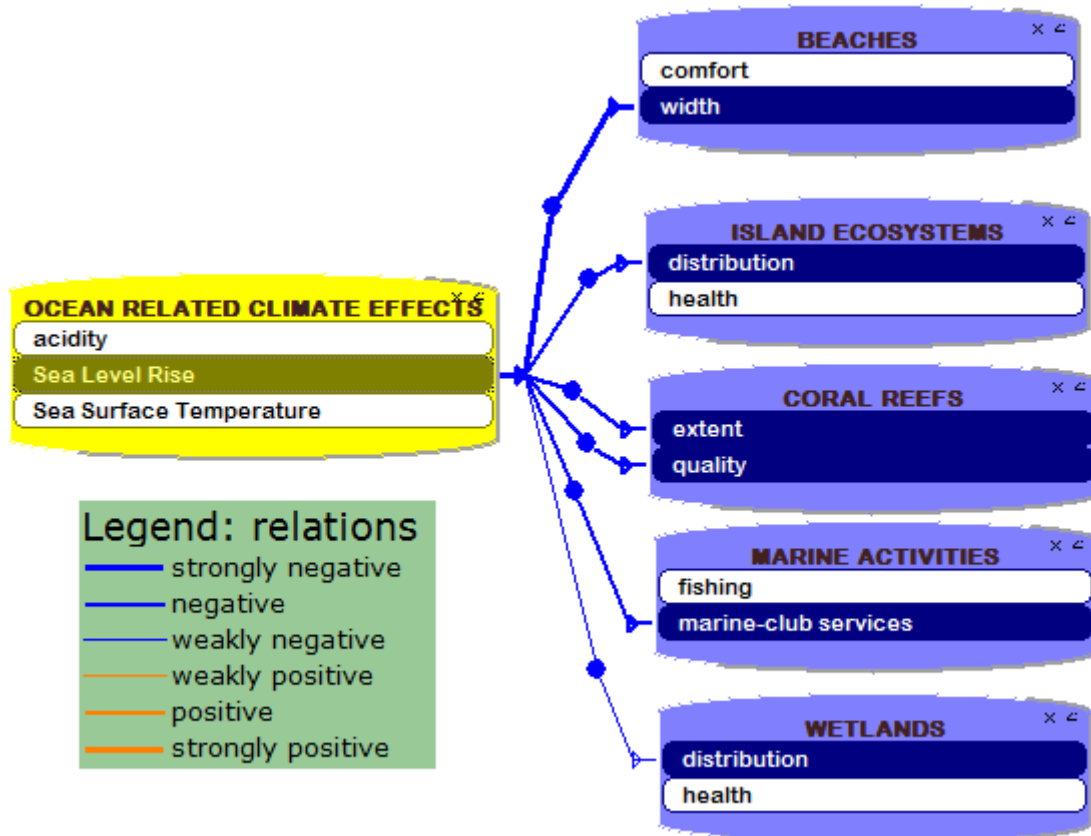 BEACHES
comfort
width
ISLAND ECOSYSTEMS
distribution
health
OCEAN RELATED CLIMATE EFFECTS
acidity
Sea Level Rise
Sea Surface Temperature
CORAL REEFS
extent
quality
Legend: relations
strongly negative
negative
weakly negative
weakly positive
positive
strongly positive
MARINE ACTIVITIES
fishing
marine-club services
WETLANDS
distribution
health